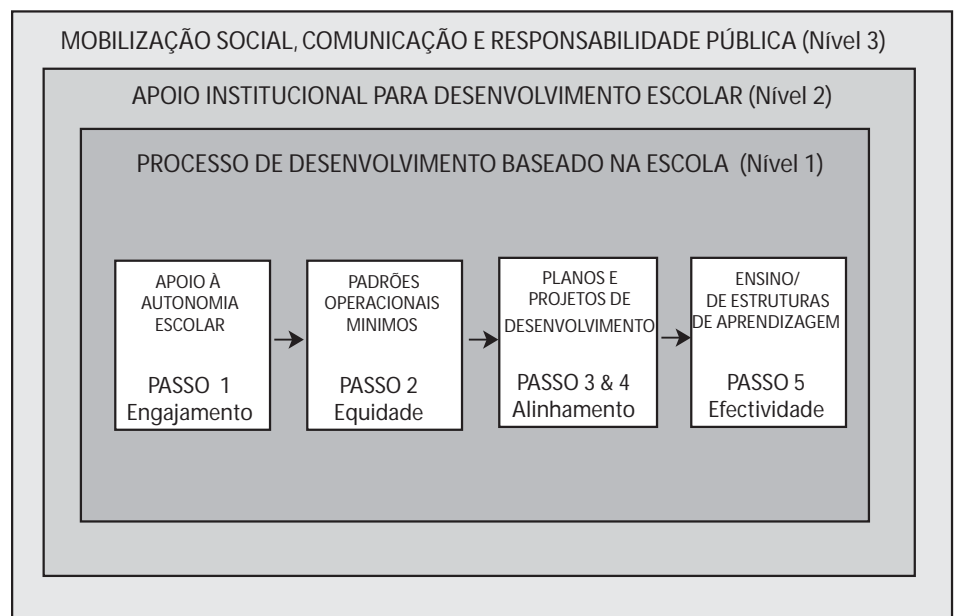 MOBILIZAÇÃO SOCIAL, COMUNICAÇÃO E RESPONSABILIDADE PÚBLICA (Nível 3)
APOIO INSTITUCIONAL PARA DESENVOLVIMENTO ESCOLAR (Nível 2)
PROCESSO DE DESENVOLVIMENTO BASEADO NA ESCOLA (Nível 1)
APOIO À
AUTONOMIA
ESCOLAR
PASSO 1
Engajamento
PADRÕES
OPERACIONAIS
MINIMOS
PASSO 2
Equidade
PLANOS E
PROJETOS DE
DESENVOLVIMENTO
PASSO 3 & 4
Alinhamento
ENSINO/
DE ESTRUTURAS
DE APRENDIZAGEM
PASSO 5
Efectividade